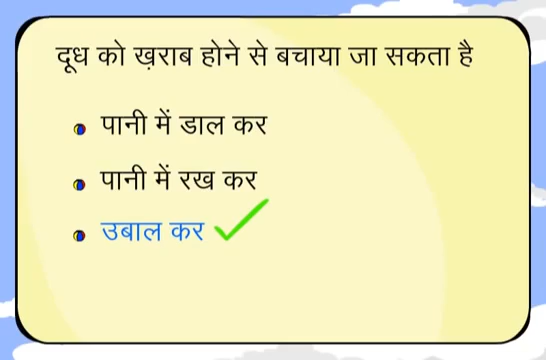 दूध को ख़राब होने से बचाया जा सकता है
पानी में डाल कर
पानी में रख कर
उबाल कर